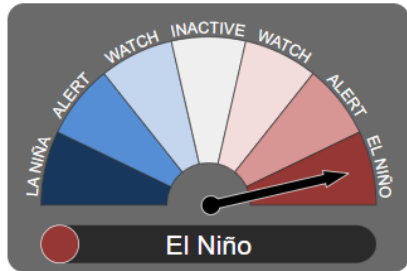 LA NIÑA
ALERT
WATCH
INACTIVE
WATCH
ALERT
EL NIÑO
El Niño